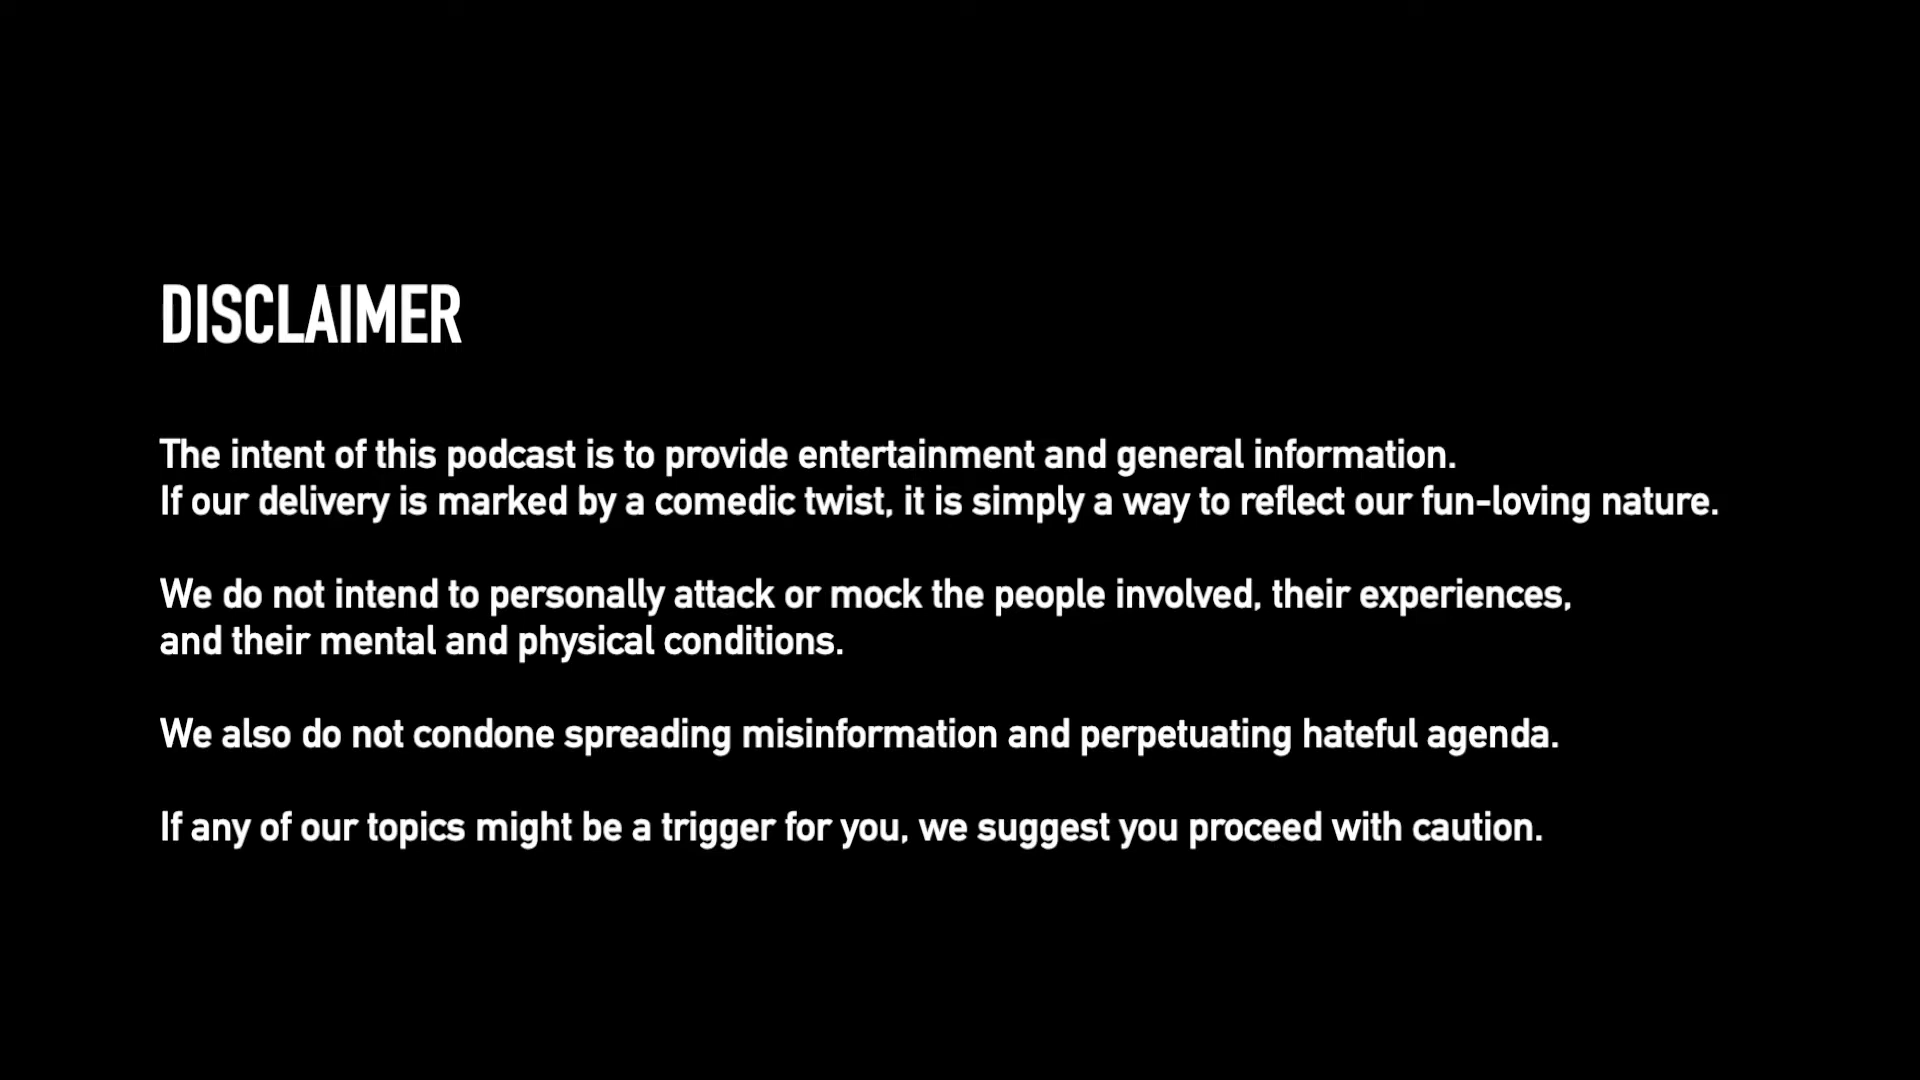 DISCLAIMER
The intent of this podcast is to provide entertainment and general information.
If our delivery is marked by a comedic twist, it is simply a way to reflect our fun-loving nature.
We do not intend to personally attack or mock the people involved, their experiences,
and their mental and physical conditions.
We also do not condone spreading misinformation and perpetuating hateful agenda.
If any of our topics might be a trigger for you, we suggest you proceed with caution.